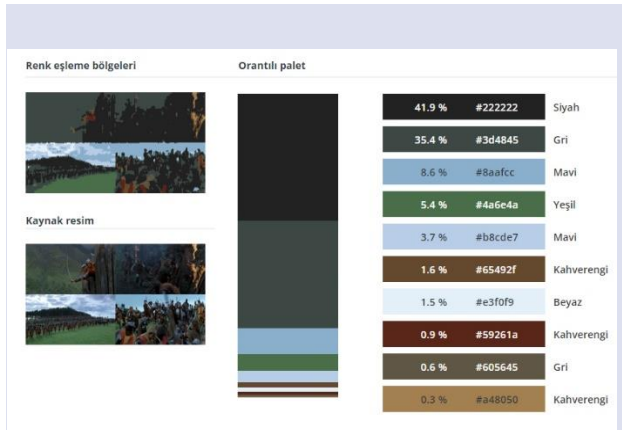 Renk eşleme bölgeleri
Orantılı palet
Kaynak resim
41.9 % #222222 Siyah
35.4 % #3d4845 Gri
8.6 % #8aafcc Mavi
5.4 % #4a6e4a Yeşil
3.7 % #b8cde7 Mavi
1.6 % #65492f Kahverengi
1.5 % #e3f0f9 Beyaz
0.9 % #59261a Kahverengi
0.6 % #605645 Gri
0.3 % #a48050 Kahverengi